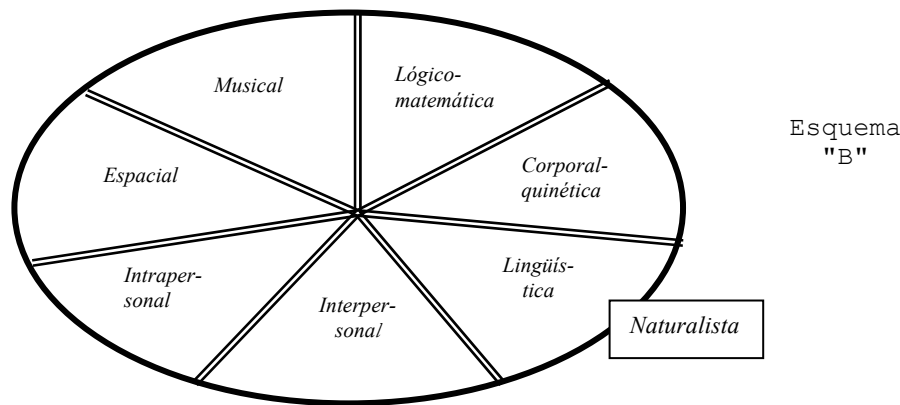 Musical
Lógico-
matemática
Esquema
"B"
Espacial
Corporal-
quinética
Intraper-
sonal
Interper-
sonal
Lingüís-
tica
Naturalista